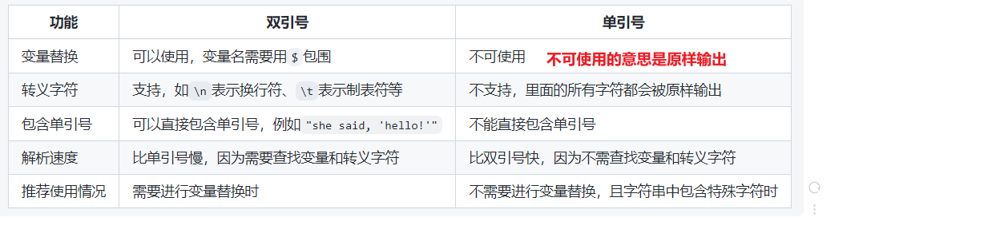 功能 双引号 单引号
变量替换 可以使用，变量名需要用 $ 包围 不可使用 不可使用的意思是原样输出
转义字符 支持，如 \n 表示换行符、 \t 表示制表符等 不支持，里面的所有字符都会被原样输出
包含单引号 可以直接包含单引号，例如 "she said, 'hello!'" 不能直接包含单引号
解析速度 比单引号慢，因为需要查找变量和转义字符 比双引号快，因为不需查找变量和转义字符
推荐使用情况 需要进行变量替换时 不需要进行变量替换，且字符串中包含特殊字符时